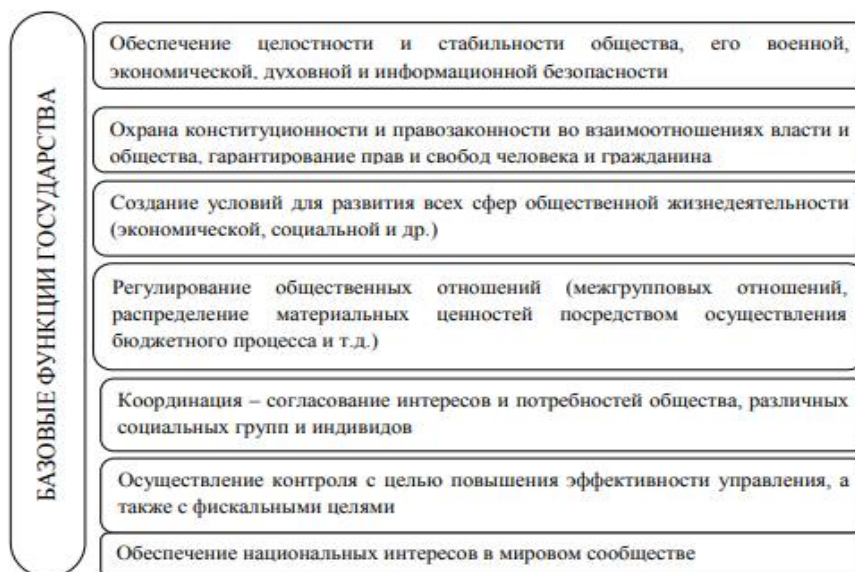 БАЗОВЫЕ ФУНКЦИИ ГОСУДАРСТВА
Обеспечение целостности и стабильности общества, его военной,
экономической, духовной и информационной безопасности
Охрана конституционности и правозаконности во взаимоотношениях власти и
общества, гарантирование прав и свобод человека и гражданина
Создание условий для развития всех сфер общественной жизнедеятельности
(экономической, социальной и др.)
Регулирование общественных отношений (межгрупповых отношений,
распределение материальных ценностей посредством осуществления
бюджетного процесса и т.д.)
Координация – согласование интересов и потребностей общества, различных
социальных групп и индивидов
Осуществление контроля с целью повышения эффективности управления, а
также с фискальными целями
Обеспечение национальных интересов в мировом сообществе